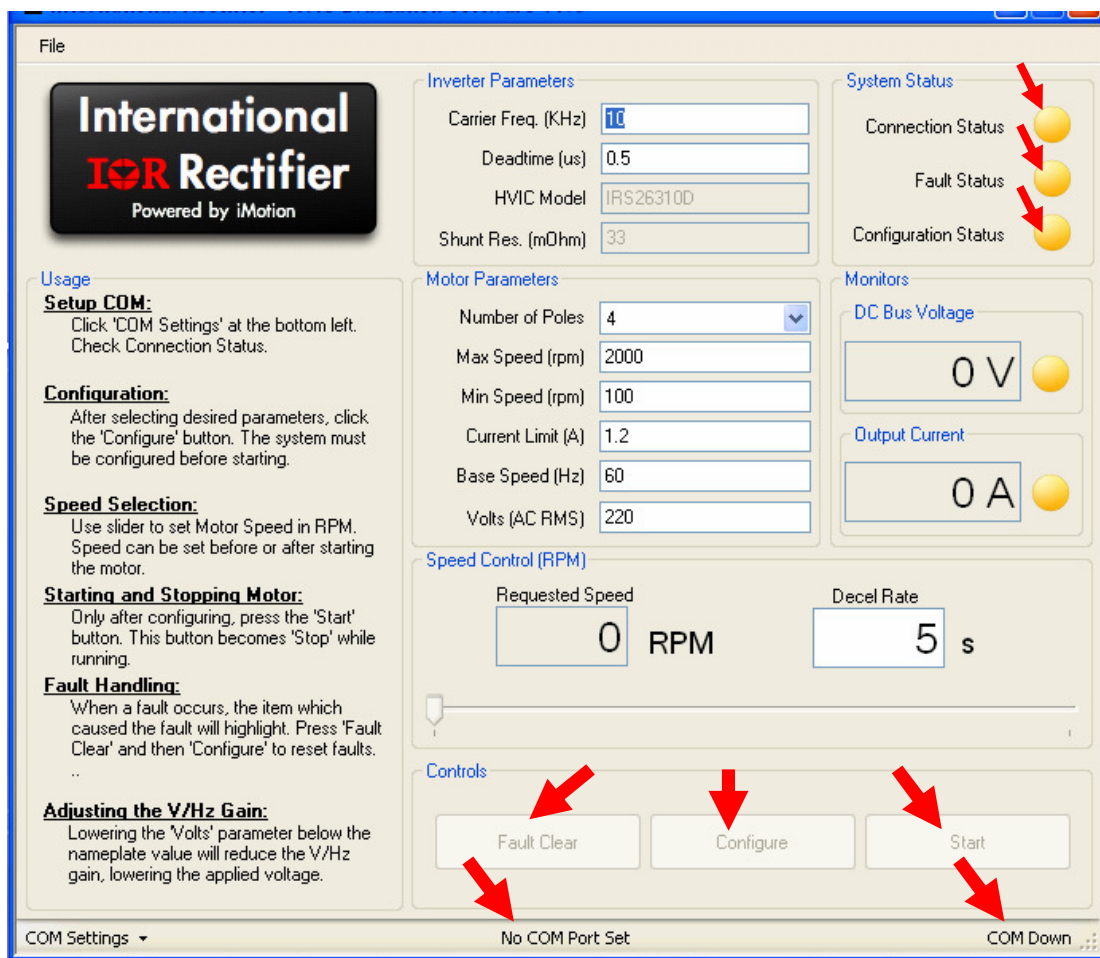 File
International
IOR Rectifier
Powered by iMotion
Usage
Setup COM:
Click 'COM Settings' at the bottom left.
Check Connection Status.
Configuration:
After selecting desired parameters, click
the 'Configure' button. The system must
be configured before starting.
Speed Selection:
Use slider to set Motor Speed in RPM.
Speed can be set before or after starting
the motor.
Starting and Stopping Motor:
Only after configuring, press the 'Start'
button. This button becomes 'Stop' while
running.
Fault Handling:
When a fault occurs, the item which
caused the fault will highlight. Press 'Fault
Clear' and then 'Configure' to reset faults.
..
Adjusting the V/Hz Gain:
Lowering the 'Volts' parameter below the
nameplate value will reduce the V/Hz
gain, lowering the applied voltage.
Inverter Parameters
Carrier Freq. (KHz) 10
Deadtime (us) 0.5
HVIC Model IRS26310D
Shunt Res. (mOhm) 33
System Status
Connection Status
Fault Status
Configuration Status
Motor Parameters
Number of Poles 4
Max Speed (rpm) 2000
Min Speed (rpm) 100
Current Limit (A) 1.2
Base Speed (Hz) 60
Volts (AC RMS) 220
Monitors
DC Bus Voltage
0 V
Output Current
0 A
Speed Control (RPM)
Requested Speed
0 RPM
Decel Rate
5 s
Controls
Fault Clear
Configure
Start
COM Settings
No COM Port Set
COM Down